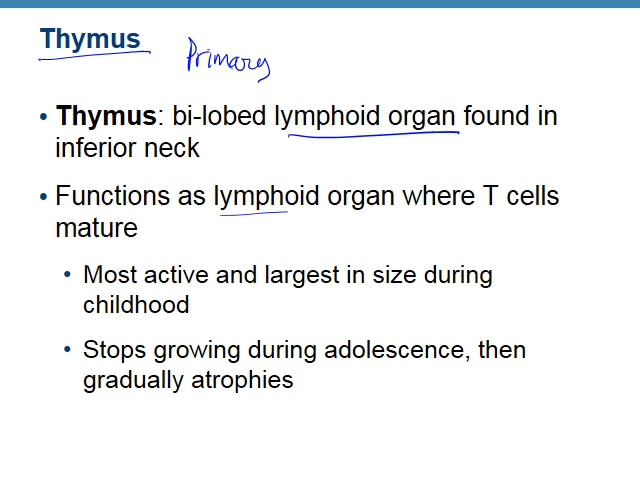 Thymus
Primary
• Thymus: bi-lobed lymphoid organ found in
inferior neck
• Functions as lymphoid organ where T cells
mature
• Most active and largest in size during
childhood
• Stops growing during adolescence, then
gradually atrophies